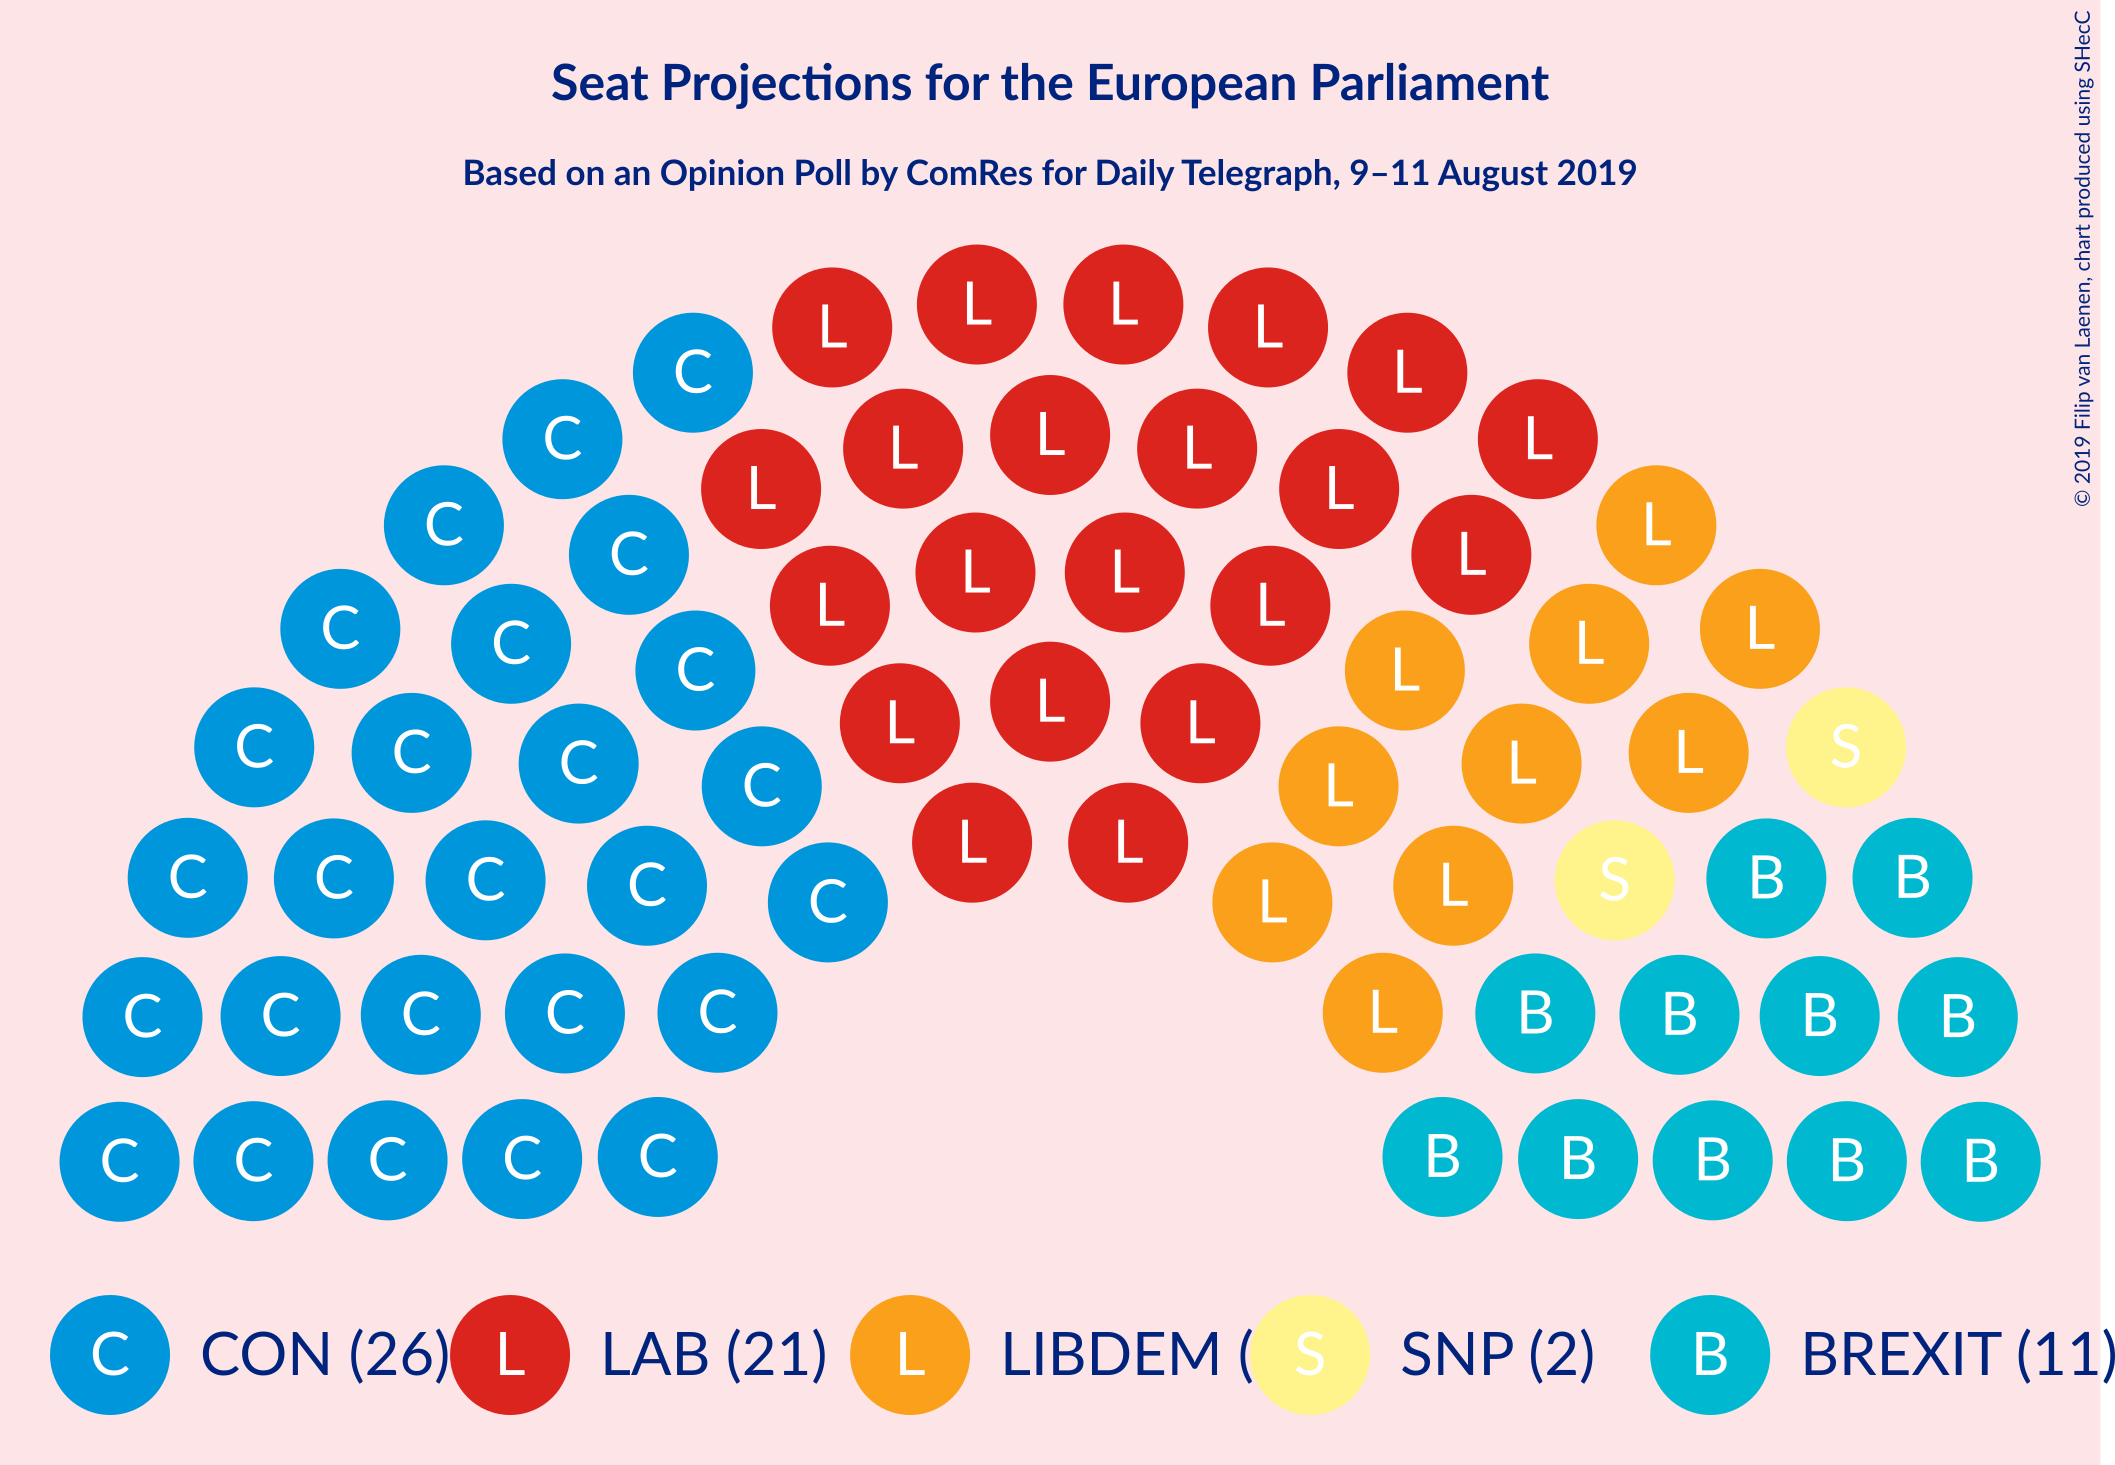 Seat Projections for the European Parliament
Based on an Opinion Poll by ComRes for Daily Telegraph, 9–11 August 2019
© 2019 Filip van Laenen, chart produced using SHecC
L L L L
C L
C L L L L
C L L L
C L L L L L
C L L L
C L L L
C L L L L
C C C L L L S
C C C C L L S B B
C C
C C C C C L B B B B
C C C C C B B B B B
C CON (26) L LAB (21) L LIBDEM ( S SNP (2) B BREXIT (11)